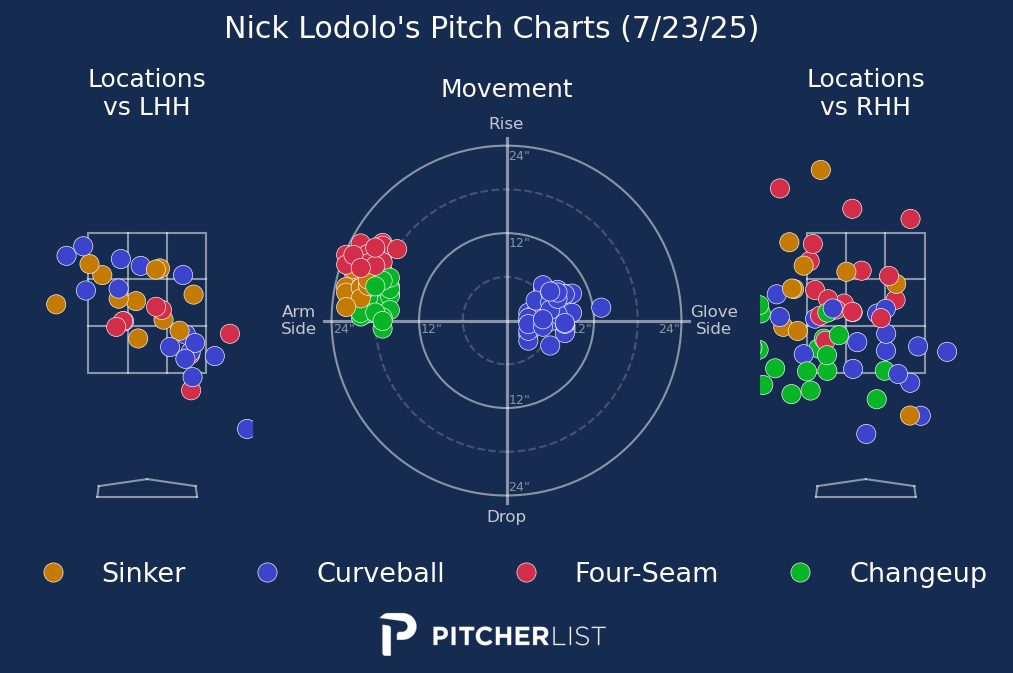 Nick Lodolo's Pitch Charts (7/23/25)
Locations
vs LHH
Movement
Locations
vs RHH
Rise
24"
12"
Arm
Side
24"
12"
12"
24"
Glove
Side
12"
24"
Drop
Sinker
Curveball
Four-Seam
Changeup
PITCHERLIST